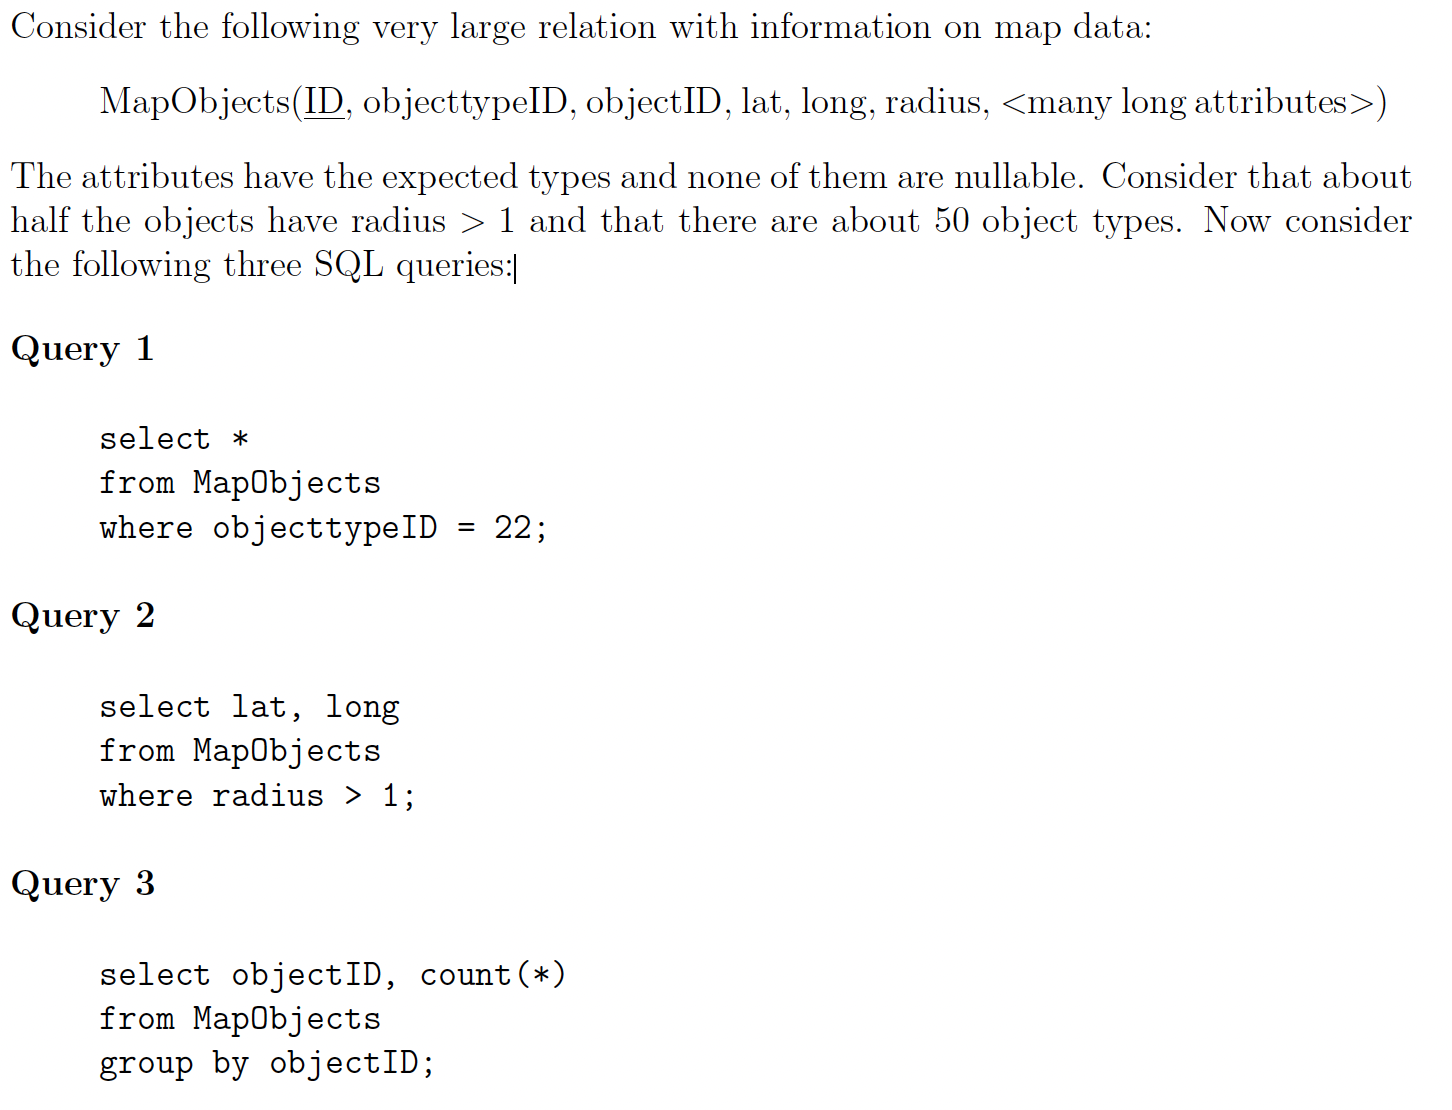 Consider the following very large relation with information on map data:
MapObjects(ID, objecttypeID, objectID, lat, long, radius, <many long attributes>)
The attributes have the expected types and none of them are nullable. Consider that about
half the objects have radius > 1 and that there are about 50 object types. Now consider
the following three SQL queries:
Query 1
select *
from MapObjects
where objecttypeID = 22;
Query 2
select lat, long
from MapObjects
where radius > 1;
Query 3
select objectID, count(*)
from MapObjects
group by objectID;